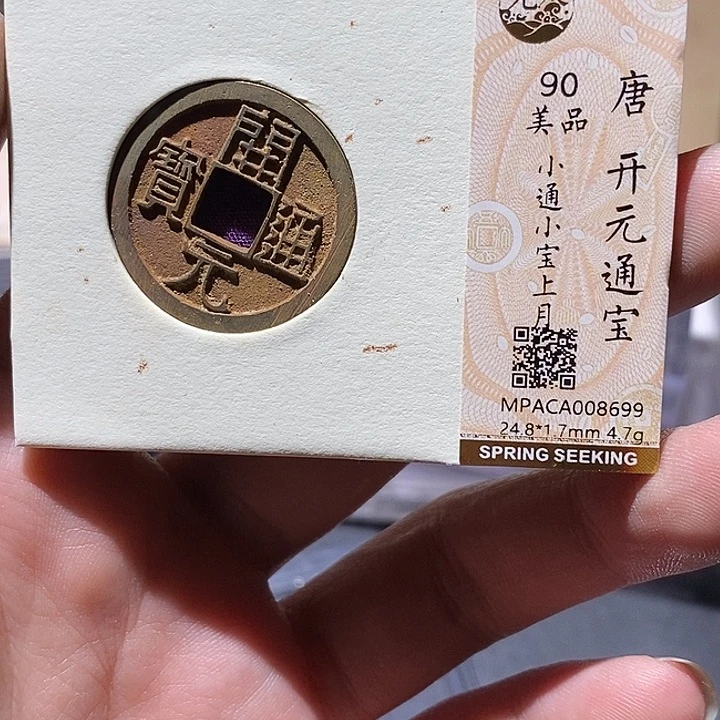 開
通
元
寶
唐
开元通宝
90
美品
小通小宝上月
MPACA008699
24.8*1.7mm 4.7g
SPRING SEEKING